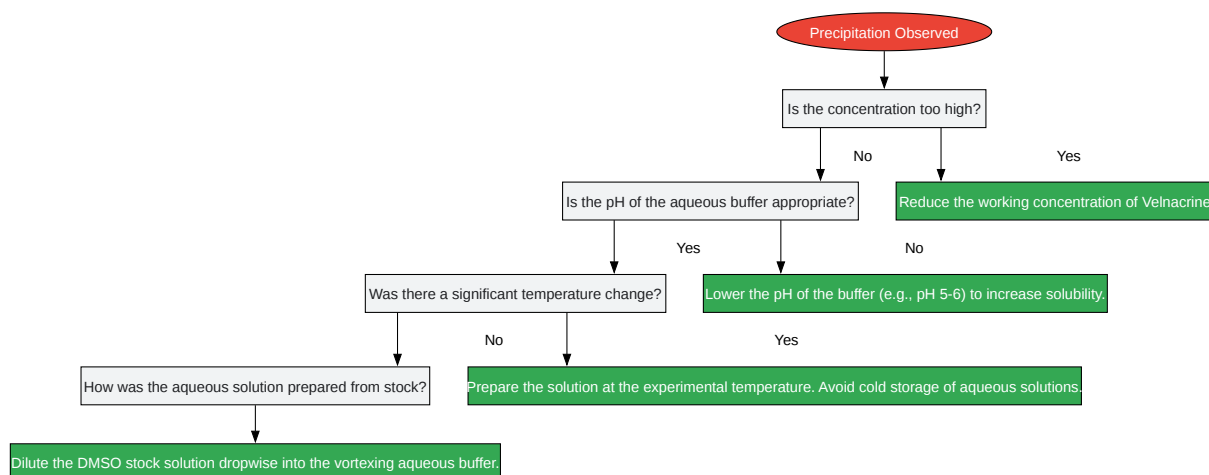 Precipitation Observed
Is the concentration too high?
No
Yes
Is the pH of the aqueous buffer appropriate?
Reduce the working concentration of Velnacrine
Yes
No
Was there a significant temperature change?
Lower the pH of the buffer (e.g., pH 5-6) to increase solubility.
No
Yes
How was the aqueous solution prepared from stock?
Prepare the solution at the experimental temperature. Avoid cold storage of aqueous solutions.
Dilute the DMSO stock solution dropwise into the vortexing aqueous buffer.